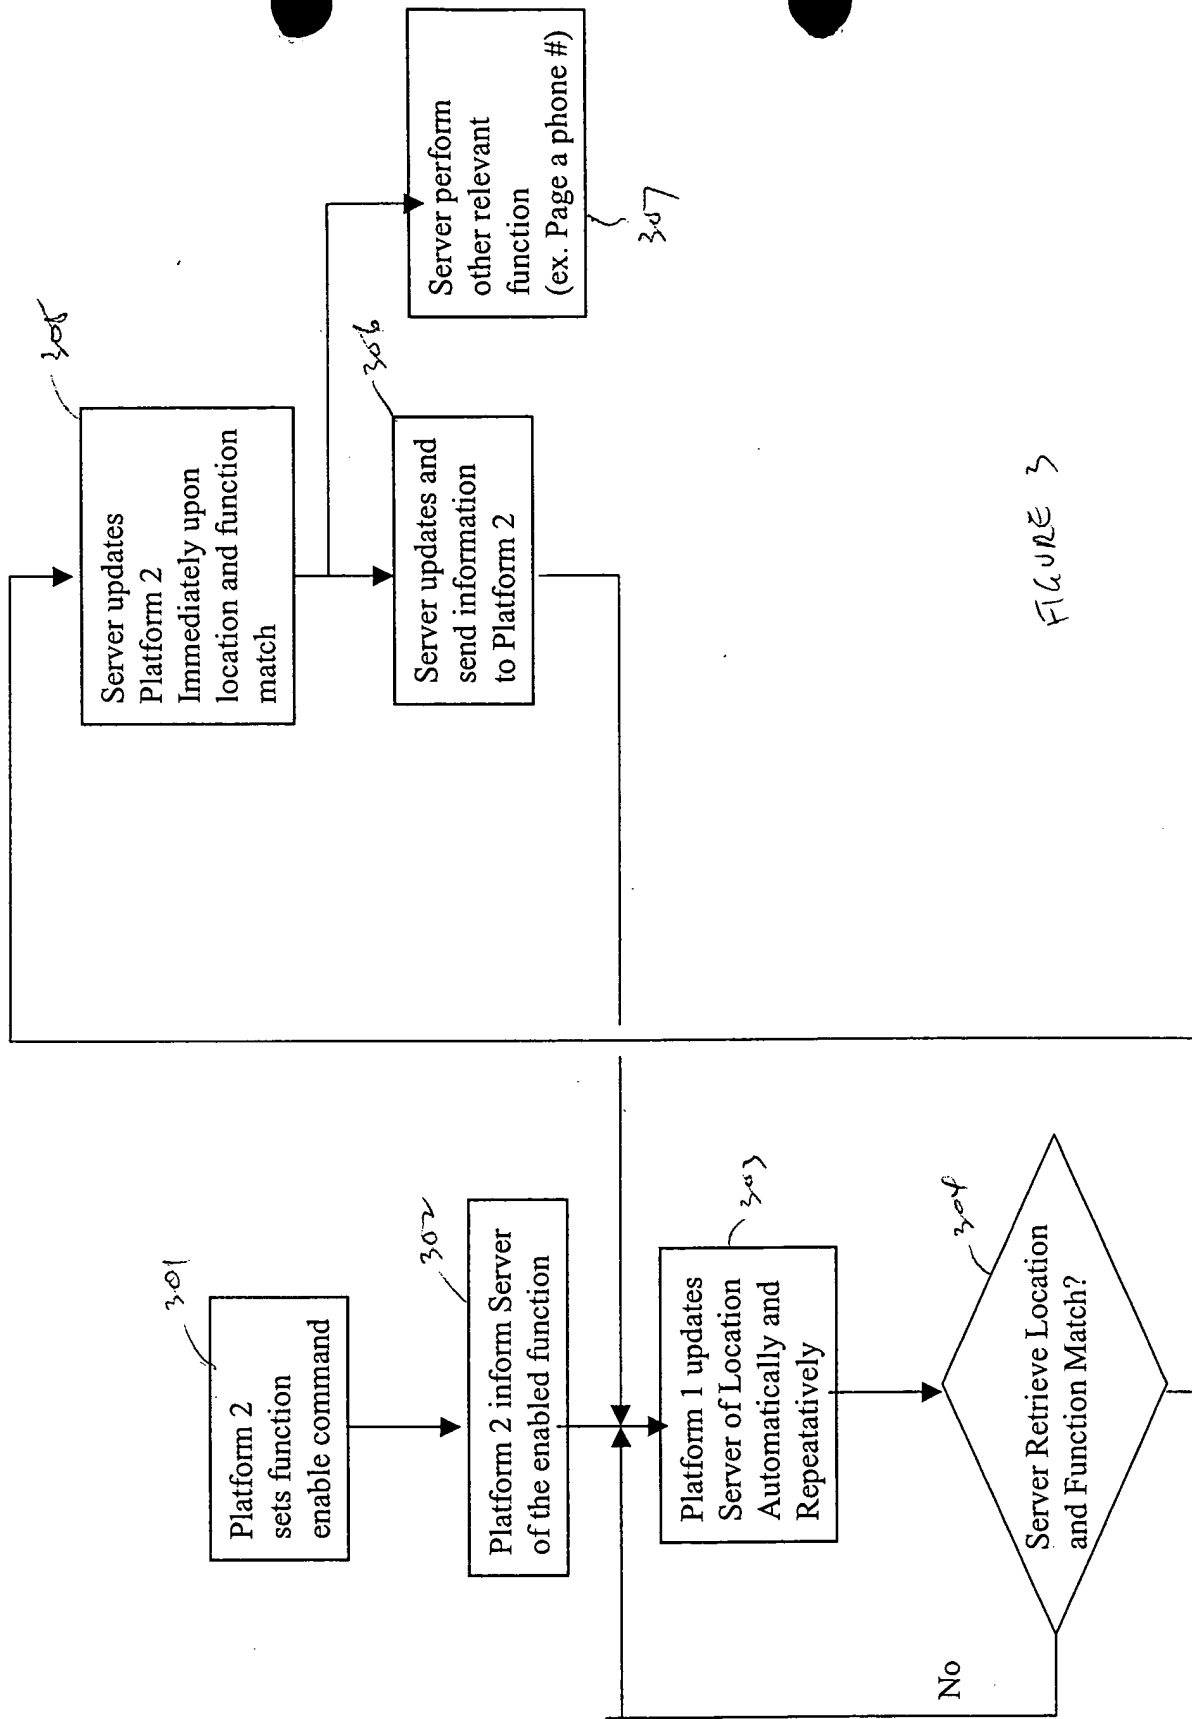 301
Platform 2
sets function
enable command
302
Platform 2 inform Server
of the enabled function
303
Platform 1 updates
Server of Location
Automatically and
Repeatatively
304
Server Retrieve Location
and Function Match?
No
305
Server updates
Platform 2
Immediately upon
location and function
match
306
Server updates and
send information
to Platform 2
Server perform
other relevant
function
(ex. Page a phone #)
307
FIGURE 3